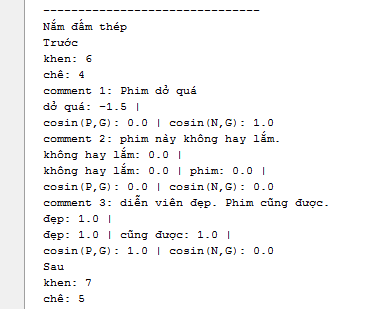 -------------------------------
Nắm đấm thép
Trước
khen: 6
chê: 4
comment 1: Phim dở quá
dở quá: -1.5 |
cosin(P,G): 0.0 | cosin(N,G): 1.0
comment 2: phim này không hay lắm.
không hay lắm: 0.0 |
không hay lắm: 0.0 | phim: 0.0 |
cosin(P,G): 0.0 | cosin(N,G): 0.0
comment 3: diễn viên đẹp. Phim cũng được.
đẹp: 1.0 |
đẹp: 1.0 | cũng được: 1.0 |
cosin(P,G): 1.0 | cosin(N,G): 0.0
Sau
khen: 7
chê: 5